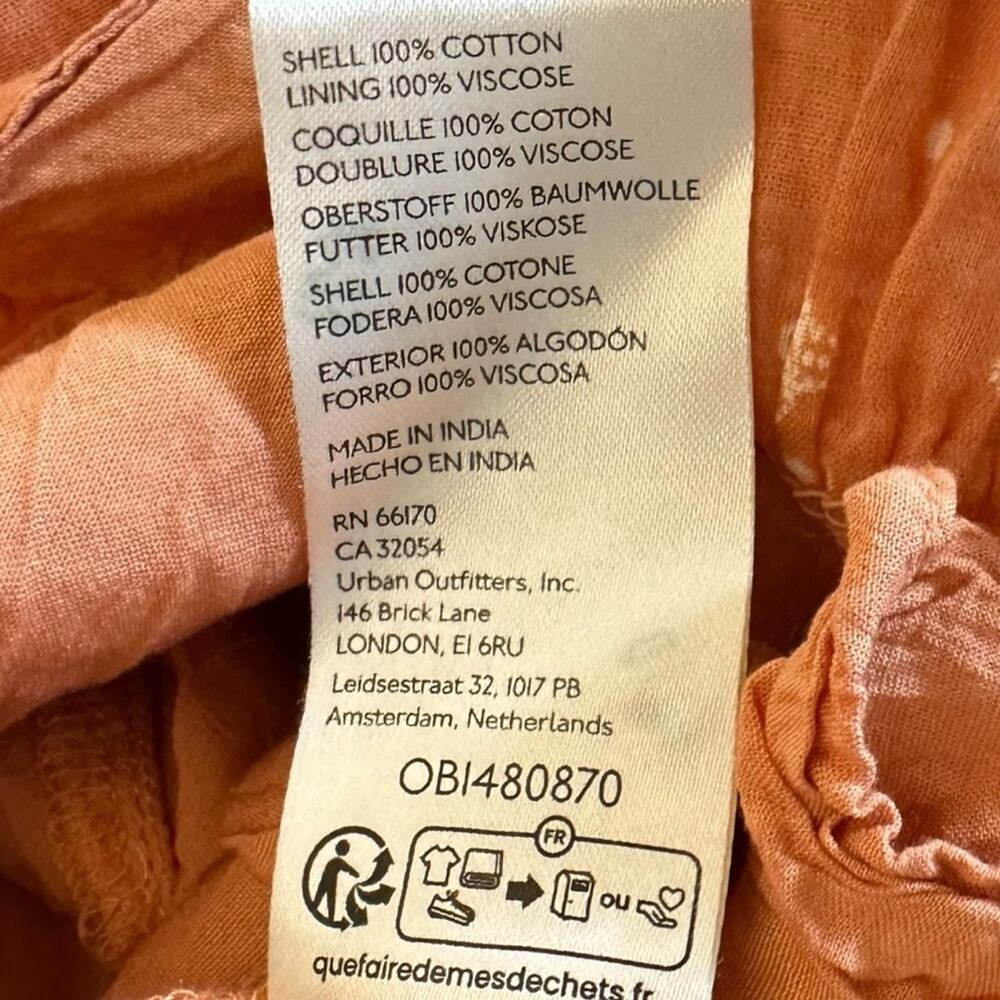 SHELL 100% COTTON
LINING 100% VISCOSE
COQUILLE 100% COTON
DOUBLURE 100% VISCOSE
OBERSTOFF 100% BAUMWOLLE
FUTTER 100% VISKOSE
SHELL 100% COTONE
FODERA 100% VISCOSA
EXTERIOR 100% ALGODÓN
FORRO 100% VISCOSA
MADE IN INDIA
HECHO EN INDIA
RN 66170
CA 32054
Urban Outfitters, Inc.
146 Brick Lane
LONDON, E1 6RU
Leidsestraat 32, 1017 PB
Amsterdam, Netherlands
OB1480870
FR
ou
quefairedemesdechets.fr